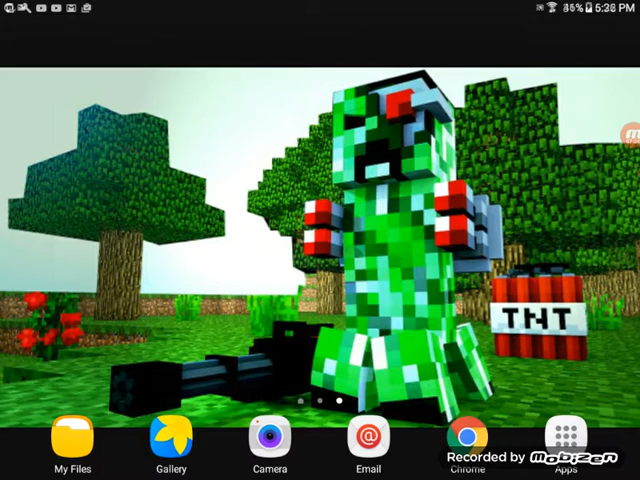 5:38 PM
TNT
My Files
Gallery
Camera
Email
Chrome
Apps
Recorded by
Mobizen